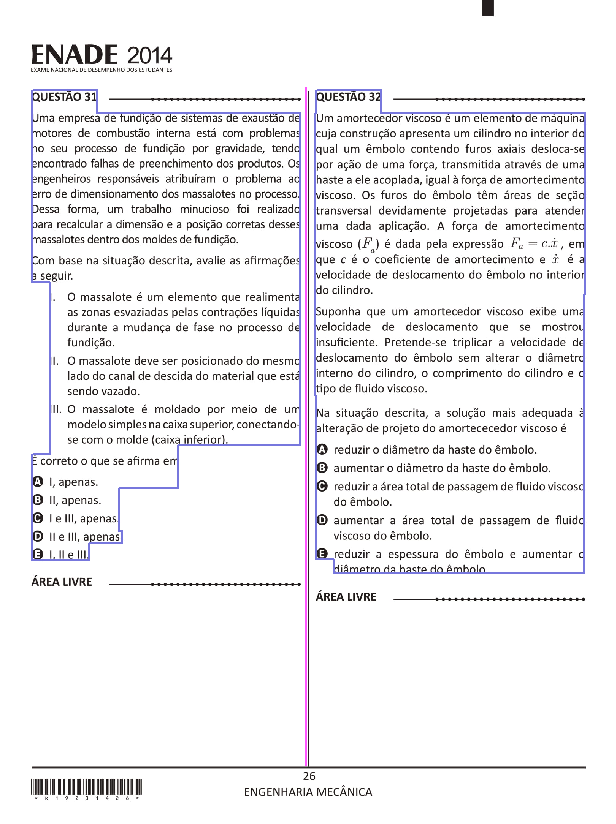 ENADE 2014
EXAME NACIONAL DE DESEMPENHO DOS ESTUDANTES
QUESTÃO 31
Uma empresa de fundição de sistemas de exaustão de
motores de combustão interna está com problemas
no seu processo de fundição por gravidade, tendo
encontrado falhas de preenchimento dos produtos. Os
engenheiros responsáveis atribuíram o problema ao
erro de dimensionamento dos massalotes no processo.
Dessa forma, um trabalho minucioso foi realizado
para recalcular a dimensão e a posição corretas desses
massalotes dentro dos moldes de fundição.
Com base na situação descrita, avalie as afirmações
a seguir.
I. O massalote é um elemento que realimenta
as zonas esvaziadas pelas contrações líquidas
durante a mudança de fase no processo de
fundição.
II. O massalote deve ser posicionado do mesmo
lado do canal de descida do material que está
sendo vazado.
III. O massalote é moldado por meio de um
modelo simples na caixa superior, conectando-
se com o molde (caixa inferior).
É correto o que se afirma em
A I, apenas.
B II, apenas.
C I e III, apenas.
D II e III, apenas.
E I, II e III.
ÁREA LIVRE
QUESTÃO 32
Um amortecedor viscoso é um elemento de máquina
cuja construção apresenta um cilindro no interior do
qual um êmbolo contendo furos axiais desloca-se
por ação de uma força, transmitida através de uma
haste a ele acoplada, igual à força de amortecimento
viscoso. Os furos do êmbolo têm áreas de seção
transversal devidamente projetadas para atender
uma dada aplicação. A força de amortecimento
viscoso (Fa) é dada pela expressão Fa = c.ẋ, em
que c é o coeficiente de amortecimento e ẋ é a
velocidade de deslocamento do êmbolo no interior
do cilindro.
Suponha que um amortecedor viscoso exibe uma
velocidade de deslocamento que se mostrou
insuficiente. Pretende-se triplicar a velocidade de
deslocamento do êmbolo sem alterar o diâmetro
interno do cilindro, o comprimento do cilindro e o
tipo de fluido viscoso.
Na situação descrita, a solução mais adequada à
alteração de projeto do amortececedor viscoso é
A reduzir o diâmetro da haste do êmbolo.
B aumentar o diâmetro da haste do êmbolo.
C reduzir a área total de passagem de fluido viscoso
do êmbolo.
D aumentar a área total de passagem de fluido
viscoso do êmbolo.
E reduzir a espessura do êmbolo e aumentar o
diâmetro da haste do êmbolo
ÁREA LIVRE
26
ENGENHARIA MECÂNICA